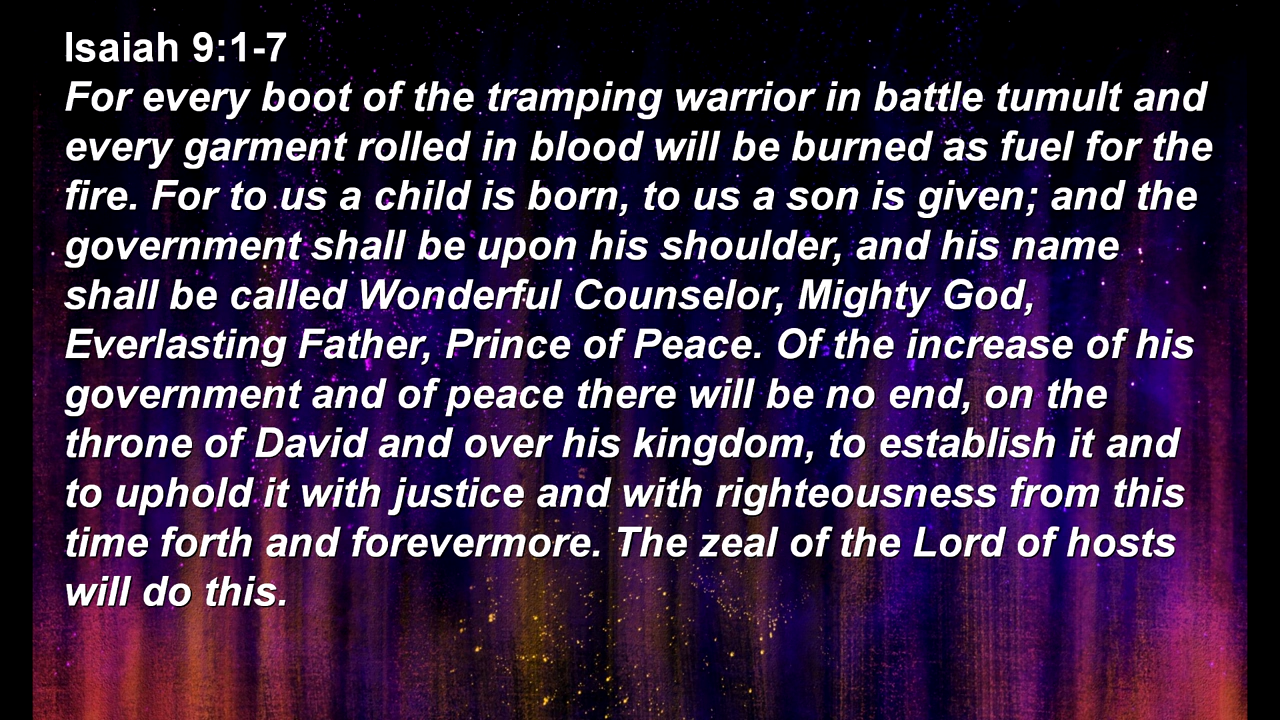 Isaiah 9:1-7
For every boot of the tramping warrior in battle tumult and
every garment rolled in blood will be burned as fuel for the
fire. For to us a child is born, to us a son is given; and the
government shall be upon his shoulder, and his name
shall be called Wonderful Counselor, Mighty God,
Everlasting Father, Prince of Peace. Of the increase of his
government and of peace there will be no end, on the
throne of David and over his kingdom, to establish it and
to uphold it with justice and with righteousness from this
time forth and forevermore. The zeal of the Lord of hosts
will do this.